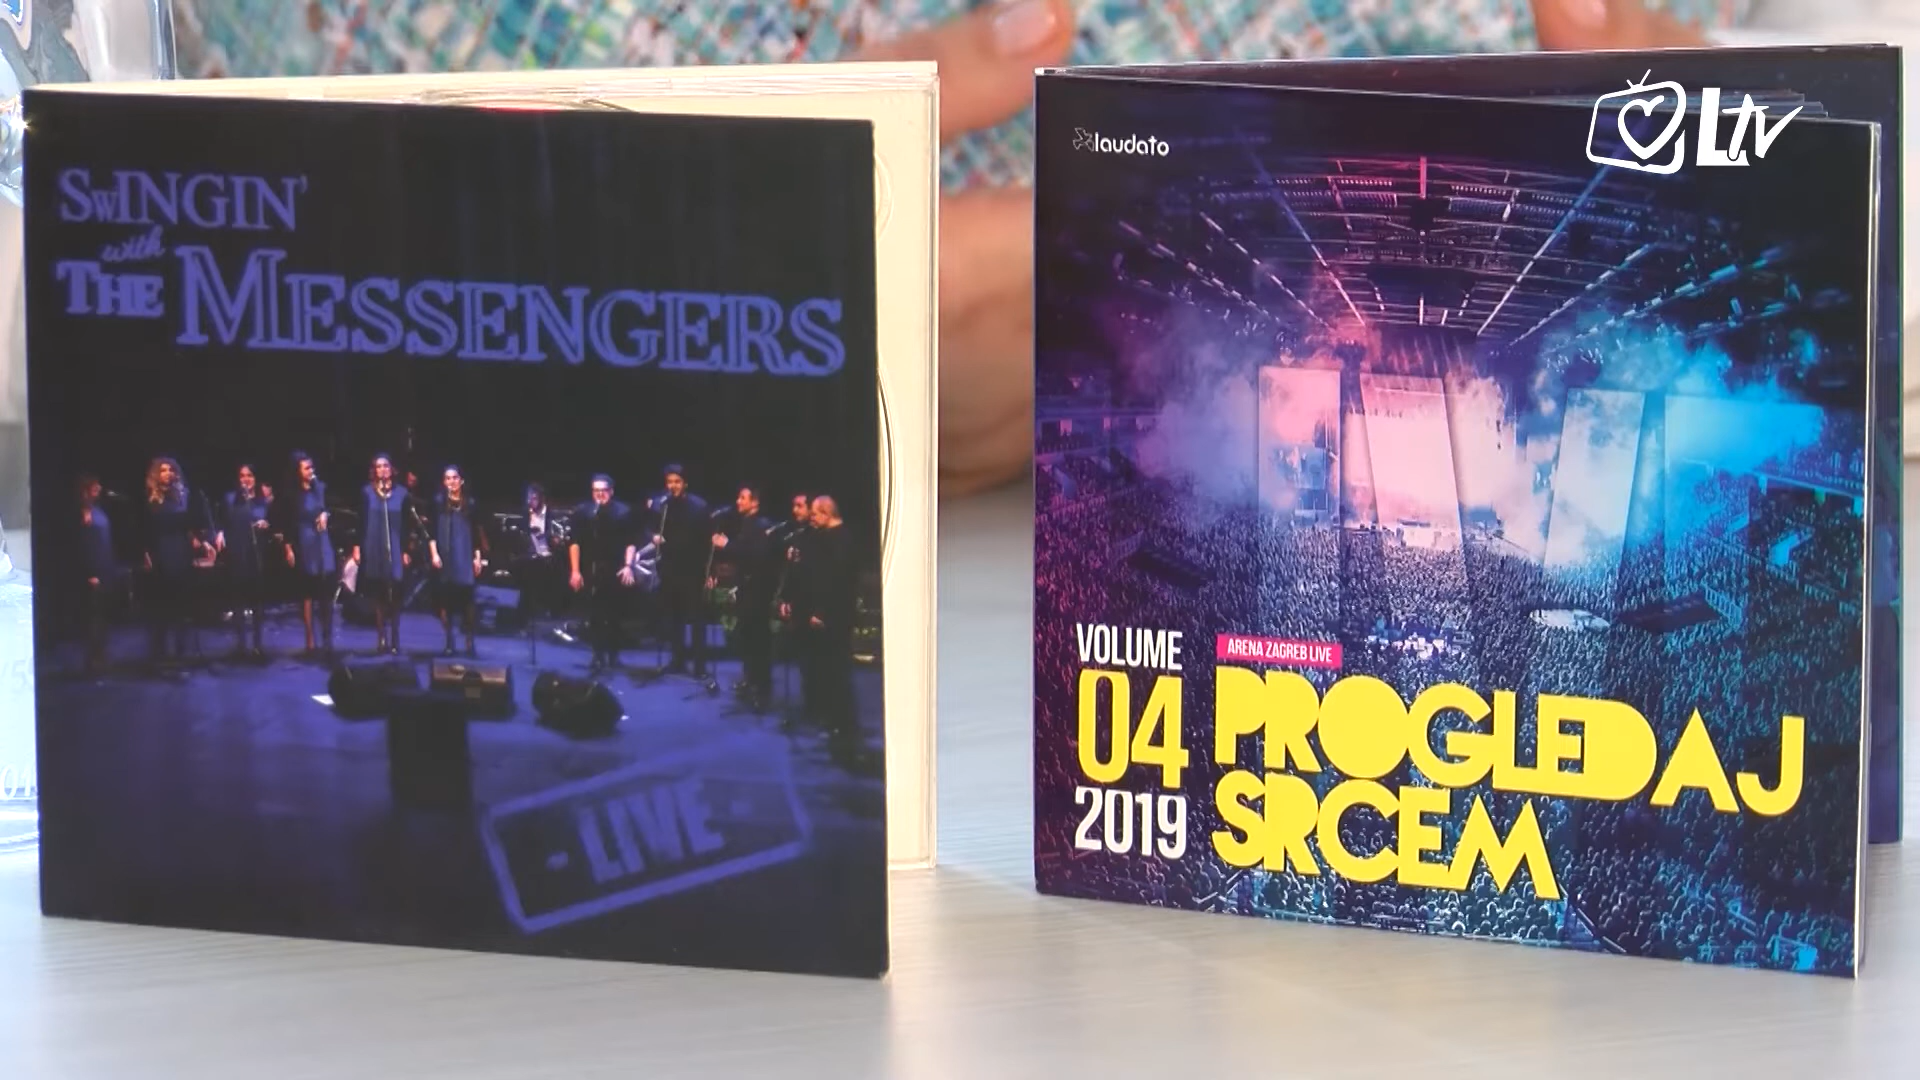 SWINGIN'
with
THE MESSENGERS
- LIVE -
laudato
LTV
VOLUME
04
2019
ARENA ZAGREB LIVE
PROGLEDAJ
SRCEM